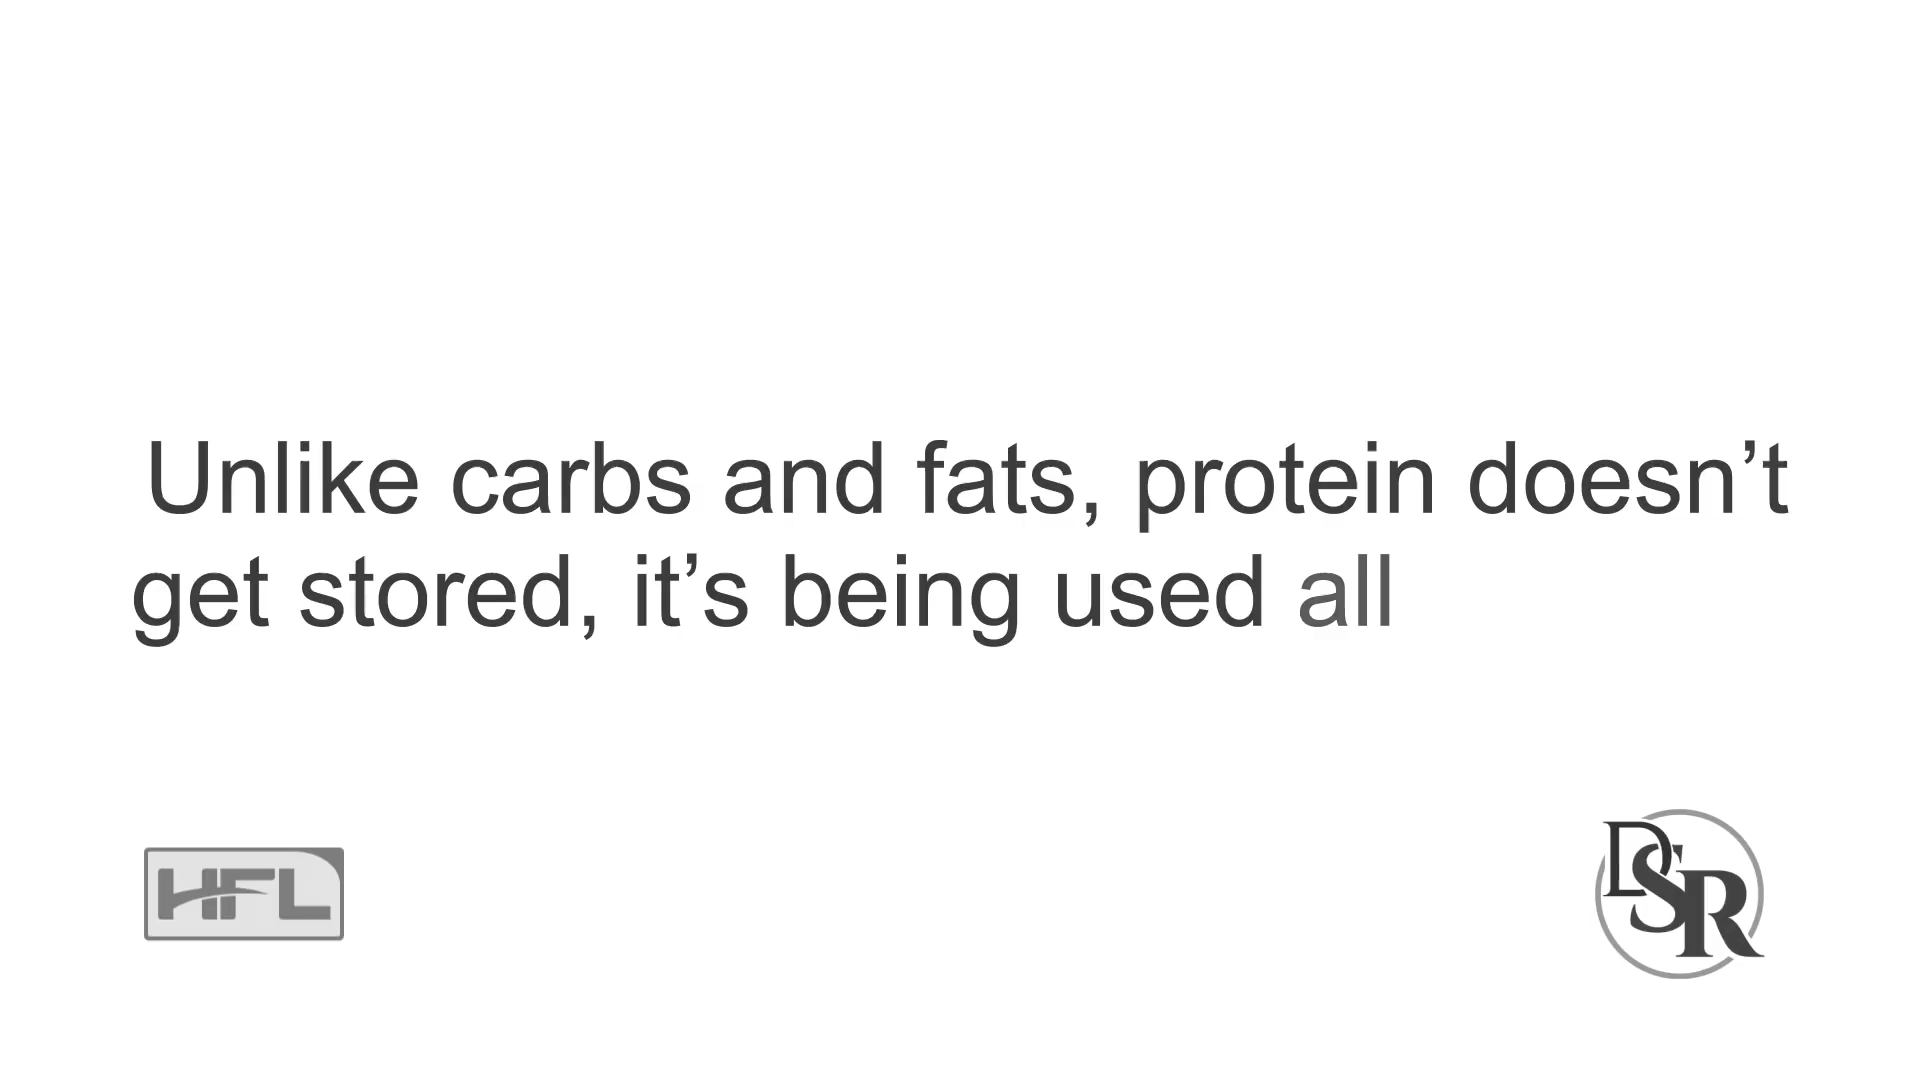 Unlike carbs and fats, protein doesn’t
get stored, it’s being used all
HFL
DSR